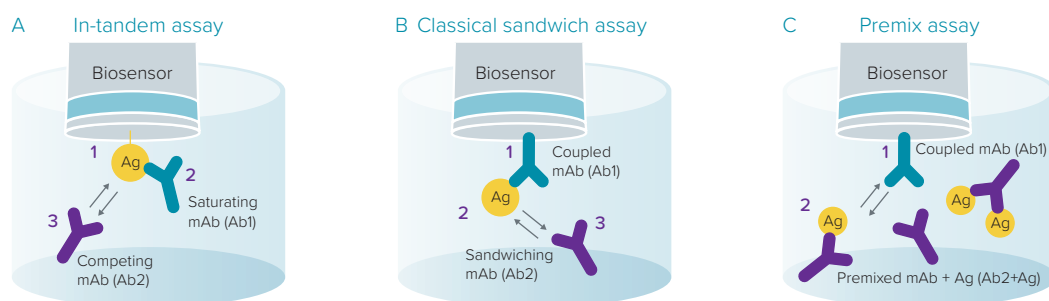 A In-tandem assay
Biosensor
1
Ag
2
Saturating
mAb (Ab1)
3
Competing
mAb (Ab2)
B Classical sandwich assay
Biosensor
1
Coupled
mAb (Ab1)
Ag
2
3
Sandwiching
mAb (Ab2)
C Premix assay
Biosensor
1
Coupled mAb (Ab1)
2
Ag
Ag
Ag
Premixed mAb + Ag (Ab2+Ag)